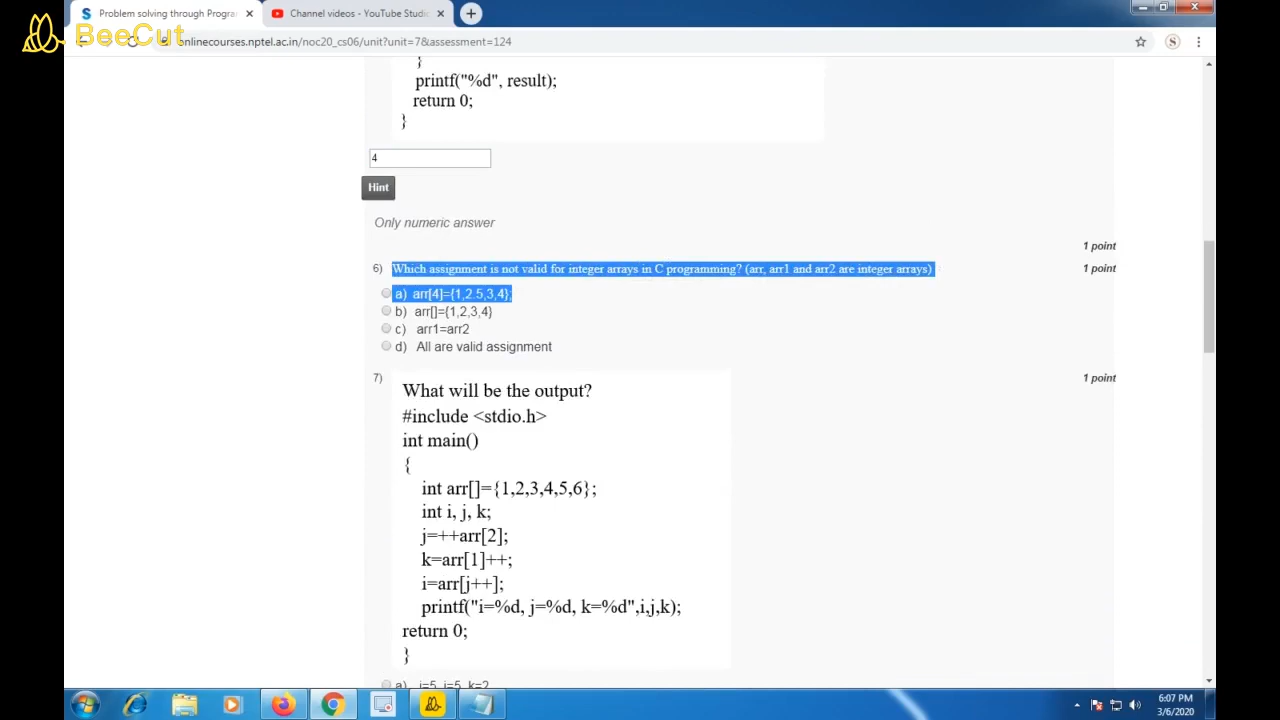 Problem solving through Progra
Channel videos - YouTube Studi
BeeCut
onlinecourses.nptel.ac.in/noc20_cs06/unit?unit=7&assessment=124
S
}
printf("%d", result);
return 0;
}
4
Hint
Only numeric answer
1 point
6) Which assignment is not valid for integer arrays in C programming? (arr, arr1 and arr2 are integer arrays) 1 point
a) arr[4]={1,2.5,3,4};
b) arr[]={1,2,3,4}
c) arr1=arr2
d) All are valid assignment
7) 1 point
What will be the output?
#include <stdio.h>
int main()
{
int arr[]={1,2,3,4,5,6};
int i, j, k;
j=++arr[2];
k=arr[1]++;
i=arr[j++];
printf("i=%d, j=%d, k=%d",i,j,k);
return 0;
}
a) i=5, j=5, k=2
6:07 PM
3/6/2020